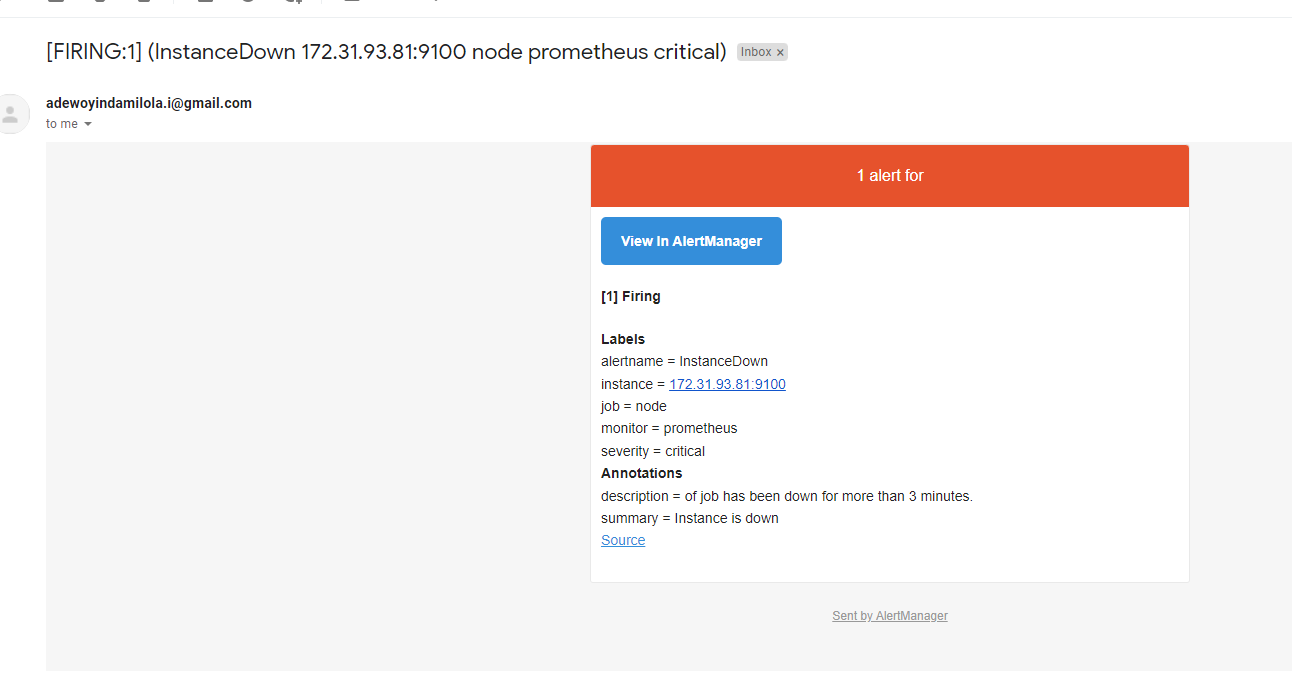 [FIRING:1] (InstanceDown 172.31.93.81:9100 node prometheus critical) Inbox ×
adewoyindamilola.i@gmail.com
to me
1 alert for
View In AlertManager
[1] Firing
Labels
alertname = InstanceDown
instance = 172.31.93.81:9100
job = node
monitor = prometheus
severity = critical
Annotations
description = of job has been down for more than 3 minutes.
summary = Instance is down
Source
Sent by AlertManager